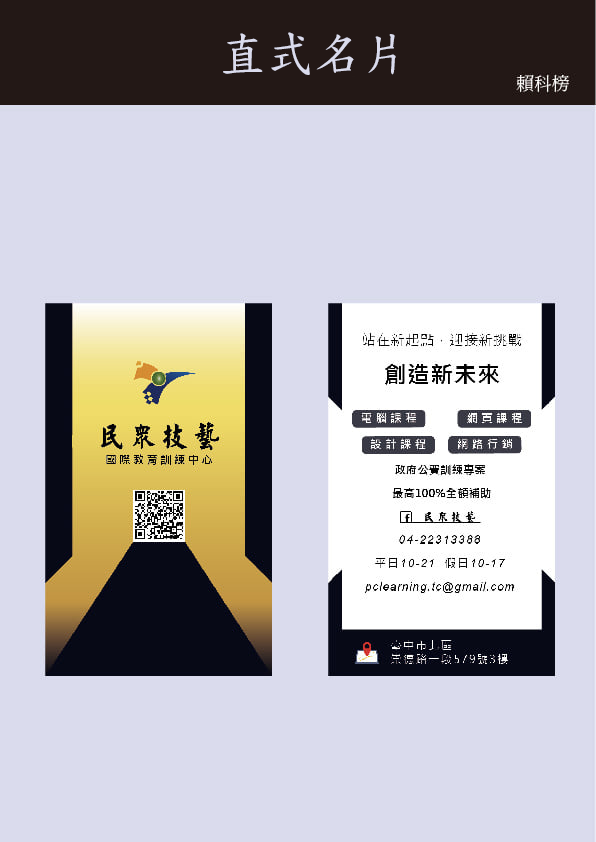 直式名片
賴科榜
民眾技藝
國際教育訓練中心
站在新起點．迎接新挑戰
創造新未來
電腦課程 網頁課程
設計課程 網路行銷
政府公費訓練專案
最高100%全額補助
民眾技藝
04-22313388
平日10-21 假日10-17
pclearning.tc@gmail.com
臺中市北區
崇德路一段579號3樓